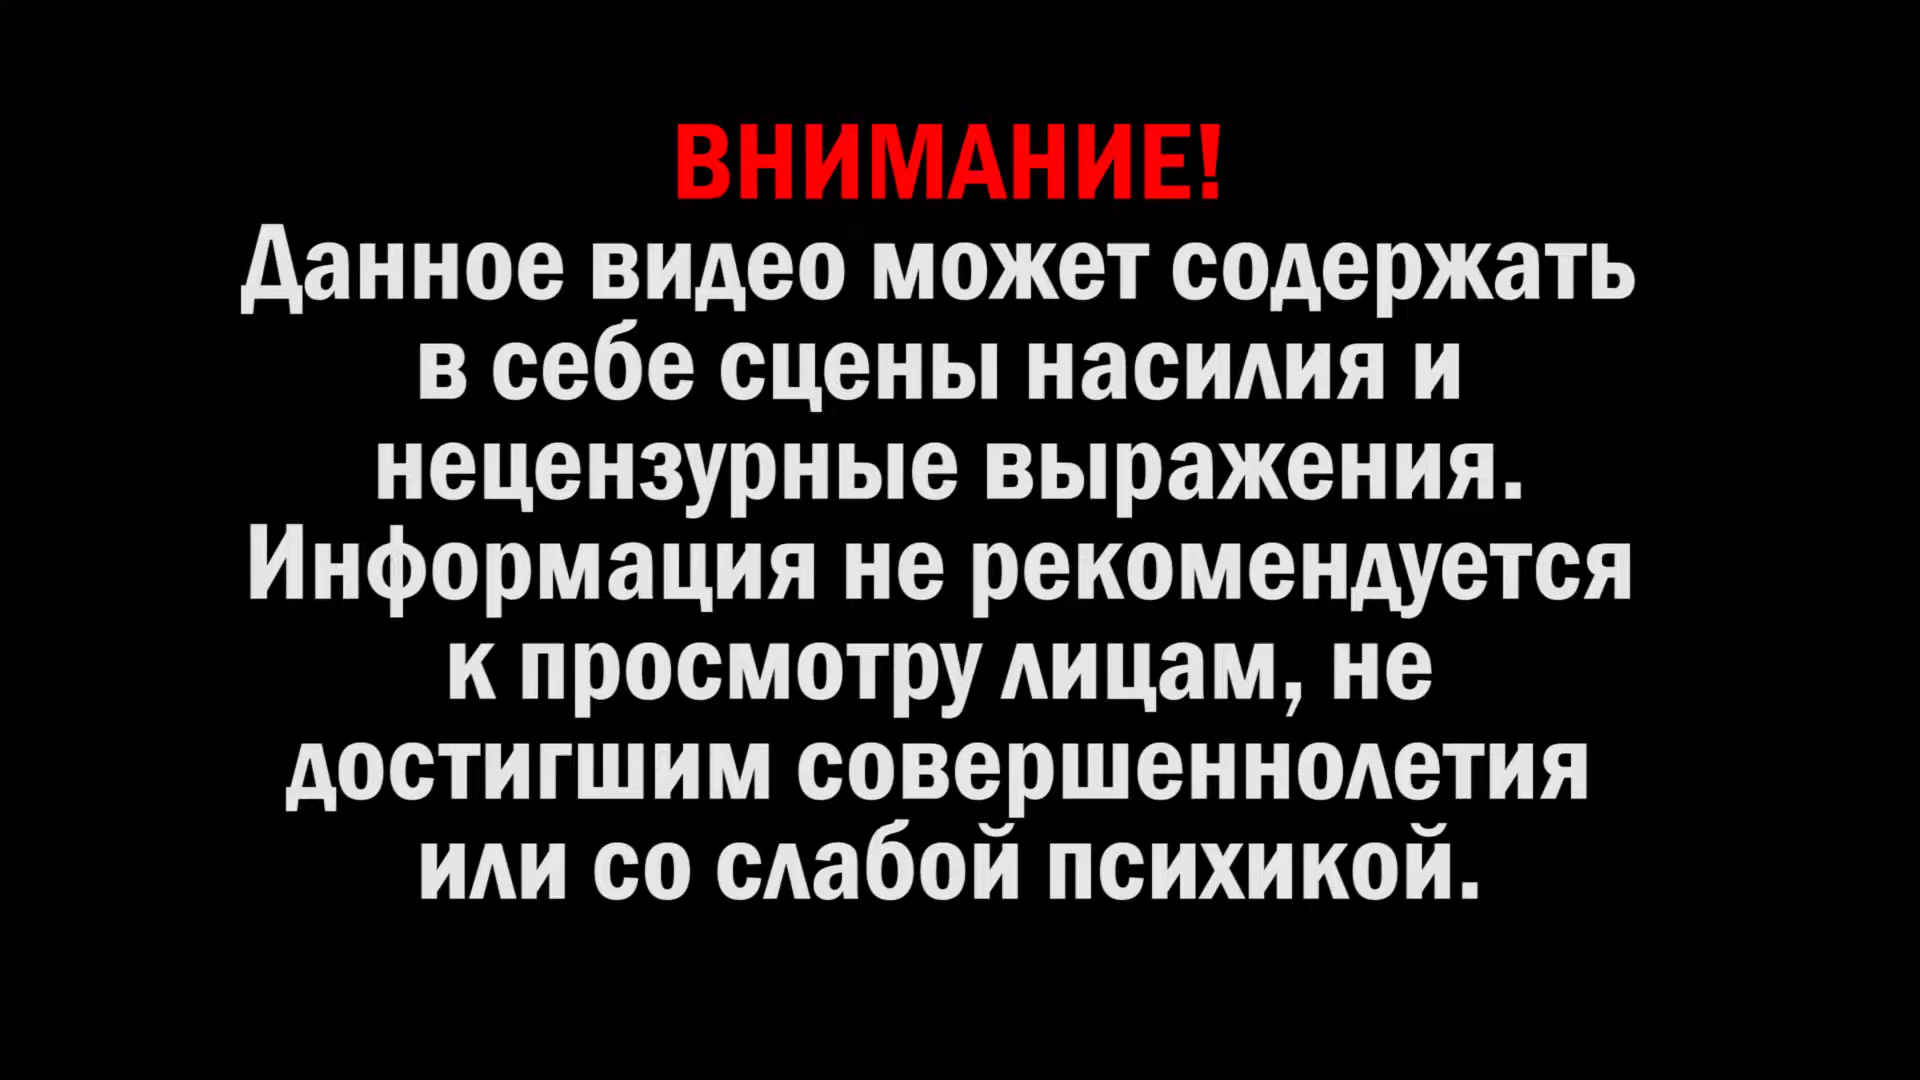 ВНИМАНИЕ!
Данное видео может содержать
в себе сцены насилия и
нецензурные выражения.
Информация не рекомендуется
к просмотру лицам, не
достигшим совершеннолетия
или со слабой психикой.